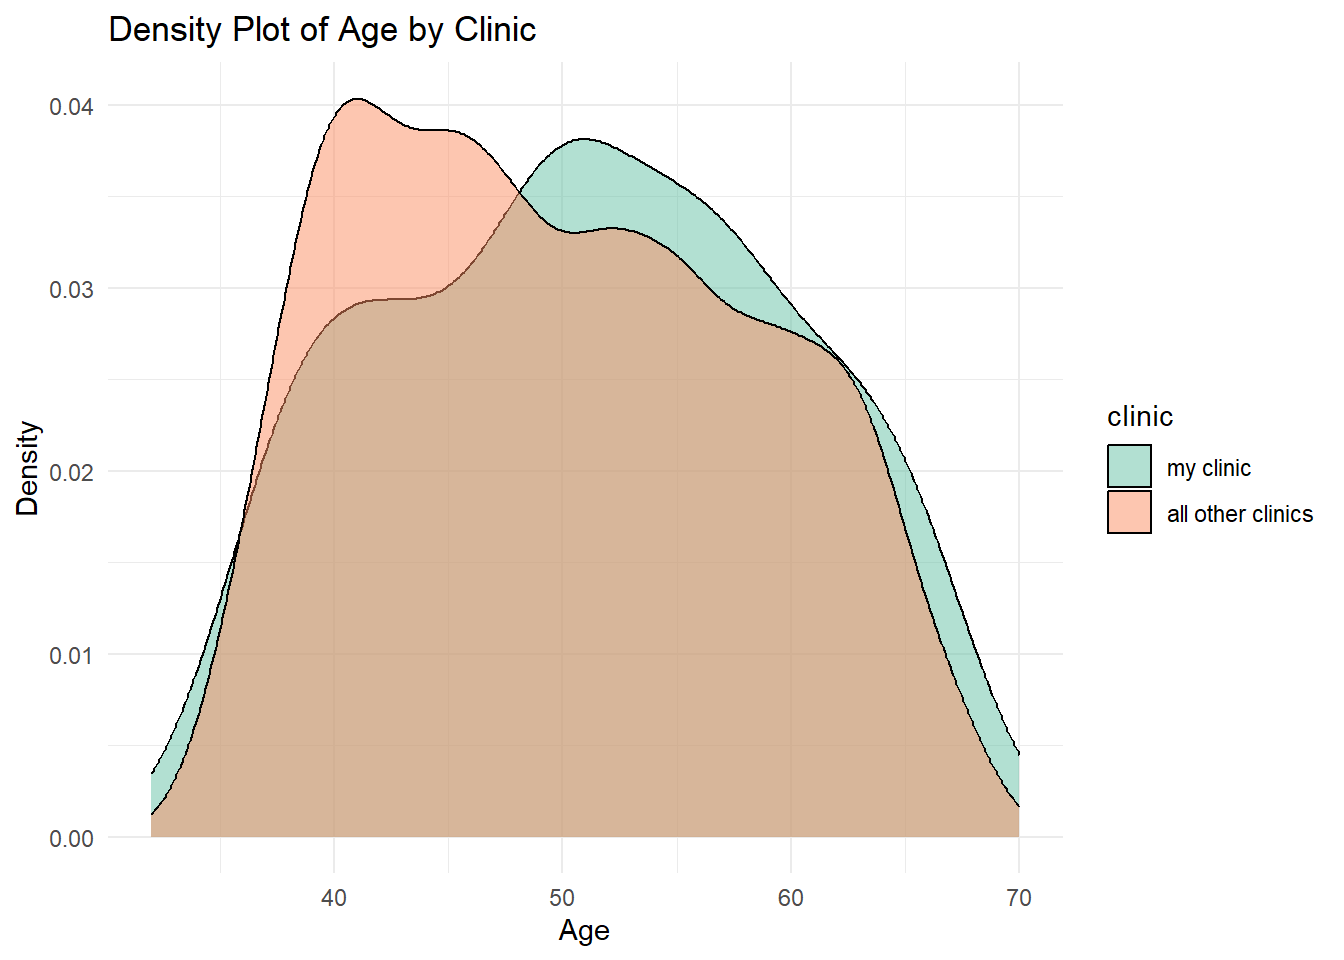 Density Plot of Age by Clinic
0.04
0.03
0.02
0.01
0.00
Density
40 50 60 70
Age
clinic
my clinic
all other clinics